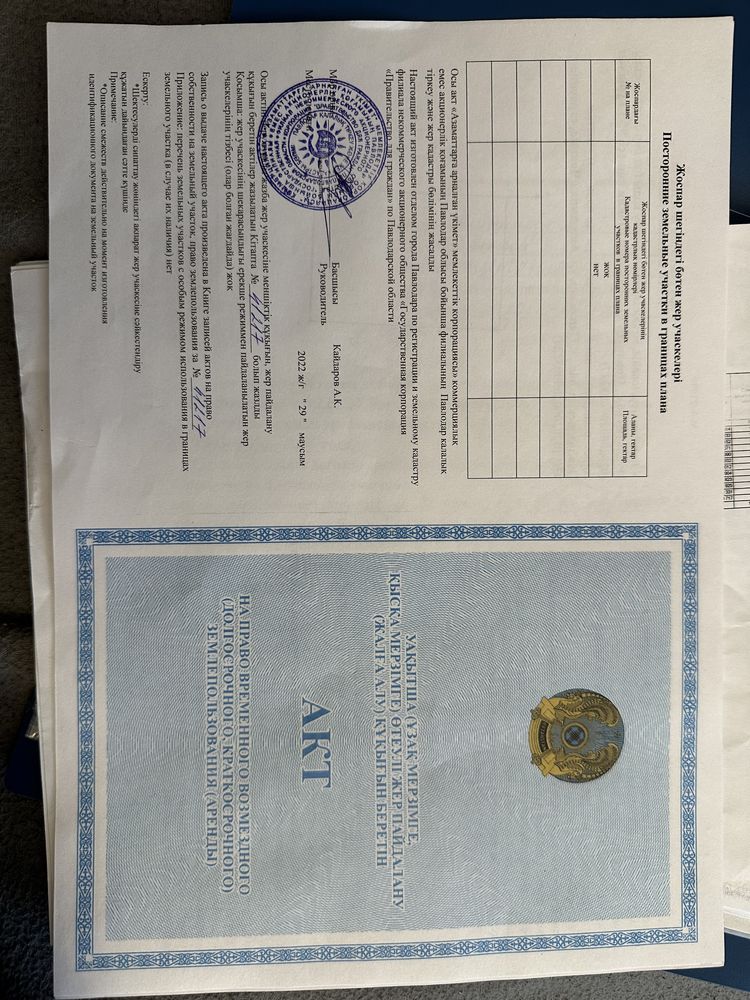 Жоспар шегіндегі бөтен жер учаскелері
Посторонние земельные участки в границах плана
Жоспардағы
№ на плане
Жоспар шегіндегі бөтен жер учаскелерінің
кадастрлық нөмірлері
Кадастровые номера посторонних земельных
участков в границах плана
Алаңы, гектар
Площадь, гектар
жоқ
нет
Осы акт «Азаматтарға арналған үкімет» мемлекеттік корпорациясы» коммерциялық
емес акционерлік қоғамының Павлодар облысы бойынша филиалының Павлодар қалалық
тіркеу және жер кадастры бөлімінің жасалды
Настоящий акт изготовлен отделом города Павлодара по регистрации и земельному кадастру
филиала некоммерческого акционерного общества «Государственная корпорация
«Правительство для граждан» по Павлодарской области
Басшысы Кайдаров А.К.
Руководитель
2022 ж/г " 29 " маусым
Осы актіні жазба жер учаскесіне меншіктік құқығын, жер пайдалану
құқығын беретін актілер жазылатын Кітапта № 41217 болып жазлды
Қосымша: жер учаскесінің шекарасындағы ерекше режиммен пайдаланылатын жер
учаскелерінің тізбесі (олар болған жағдайда) жоқ
Запись о выдаче настоящего акта произведена в Книге записей актов на право
собственности на земельный участок, право землепользования за № 41217
Приложение: перечень земельных участков с особым режимом использования в границах
земельного участка (в случае их наличия) нет
Ескерту:
*Шектесулерді сипаттау жөніндегі ақпарат жер учаскесіне сәйкестендіру
құжатын дайындаған сәтте күшінде
Примечание:
*Описание смежеств действительно на момент изготовления
идентификационного документа на земельный участок
УАҚЫТША (ҰЗАҚ МЕРЗІМГЕ,
ҚЫСҚА МЕРЗІМГЕ) ӨТЕУЛІ ЖЕР ПАЙДАЛАНУ
(ЖАЛҒА АЛУ) ҚҰҚЫҒЫН БЕРЕТІН
АКТ
НА ПРАВО ВРЕМЕННОГО ВОЗМЕЗДНОГО
(ДОЛГОСРОЧНОГО, КРАТКОСРОЧНОГО)
ЗЕМЛЕПОЛЬЗОВАНИЯ (АРЕНДЫ)